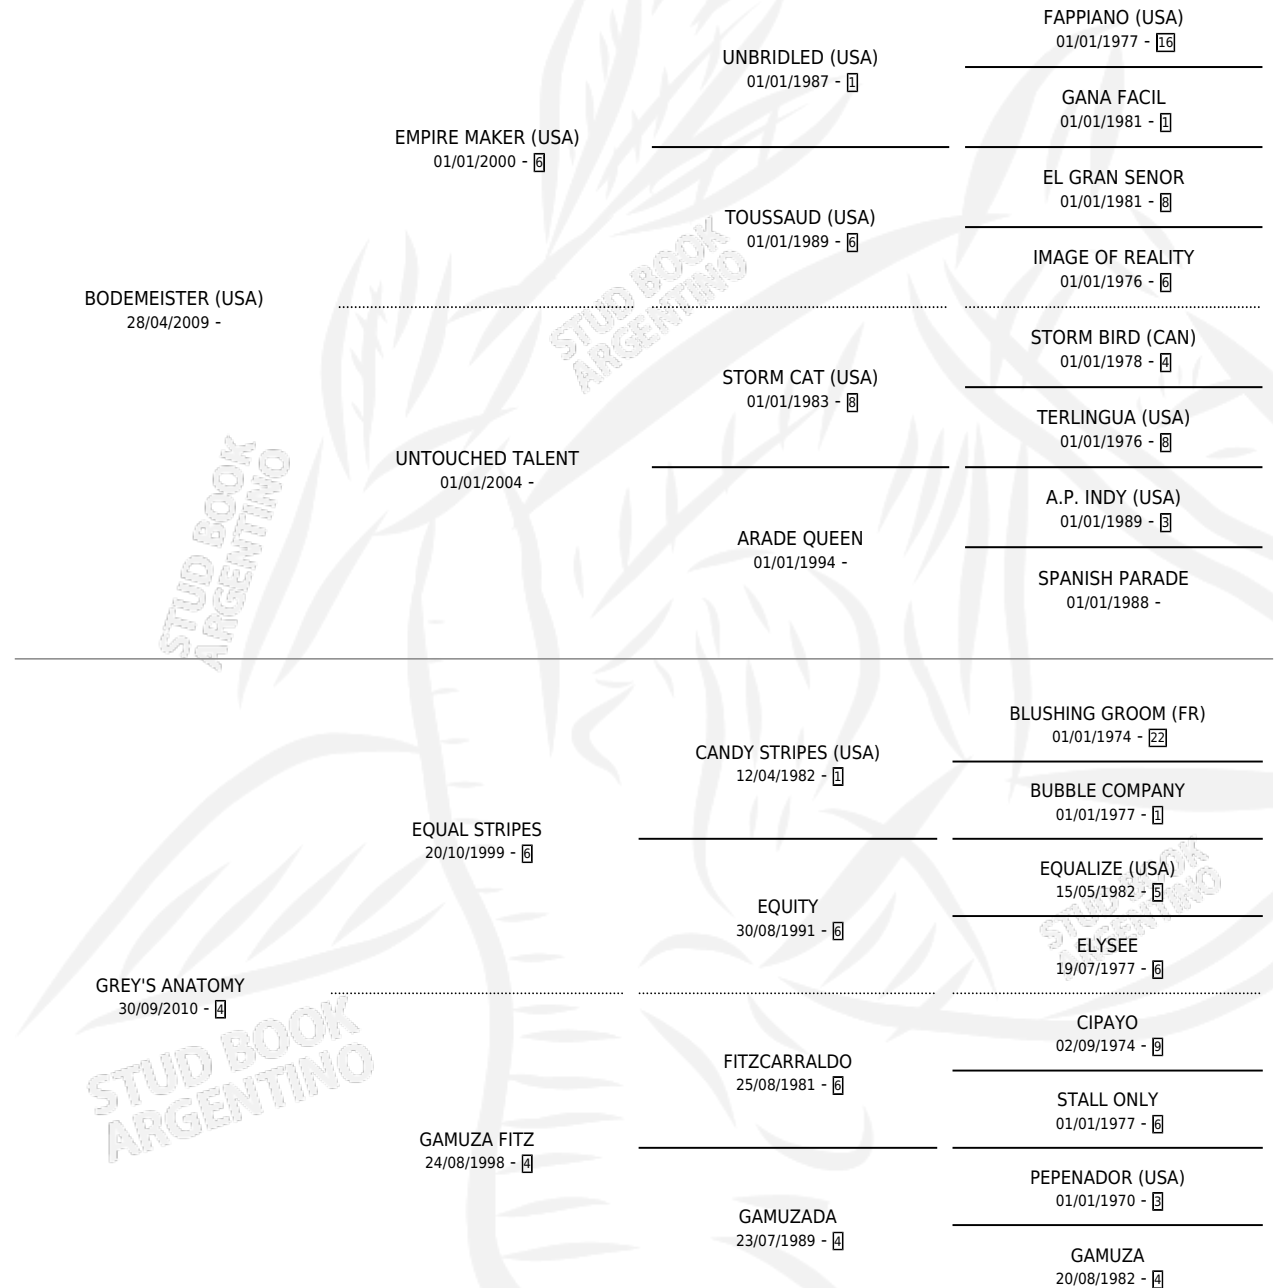 FAPPIANO (USA)
01/01/1977 - 16
UNBRIDLED (USA)
01/01/1987 - 1
GANA FACIL
01/01/1981 - 1
EMPIRE MAKER (USA)
01/01/2000 - 6
EL GRAN SENOR
01/01/1981 - 8
TOUSSAUD (USA)
01/01/1989 - 6
IMAGE OF REALITY
01/01/1976 - 6
BODEMEISTER (USA)
28/04/2009 -
STORM BIRD (CAN)
01/01/1978 - 4
STORM CAT (USA)
01/01/1983 - 8
TERLINGUA (USA)
01/01/1976 - 8
UNTOUCHED TALENT
01/01/2004 -
A.P. INDY (USA)
01/01/1989 - 3
ARADE QUEEN
01/01/1994 -
SPANISH PARADE
01/01/1988 -
BLUSHING GROOM (FR)
01/01/1974 - 22
CANDY STRIPES (USA)
12/04/1982 - 1
BUBBLE COMPANY
01/01/1977 - 1
EQUAL STRIPES
20/10/1999 - 6
EQUALIZE (USA)
15/05/1982 - 5
EQUITY
30/08/1991 - 6
ELYSEE
19/07/1977 - 6
GREY'S ANATOMY
30/09/2010 - 4
CIPAYO
02/09/1974 - 9
FITZCARRALDO
25/08/1981 - 6
STALL ONLY
01/01/1977 - 6
GAMUZA FITZ
24/08/1998 - 4
PEPENADOR (USA)
01/01/1970 - 3
GAMUZADA
23/07/1989 - 4
GAMUZA
20/08/1982 - 4
STUD BOOK
ARGENTINO
STUD BOOK
ARGENTINO
STUD BOOK
ARGENTINO
STUD BOOK
ARGENTINO